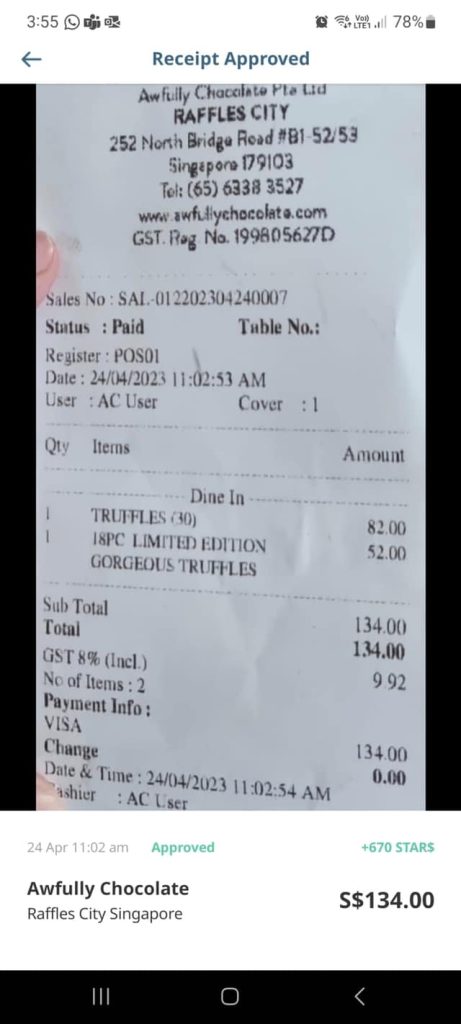 3:55 Vo)) LTE1 78%
Receipt Approved
Awfully Chocolate Pte Ltd
RAFFLES CITY
252 North Bridge Road #B1-52/53
Singapore 179103
Tel: (65) 6338 3527
www.awfullychocolate.com
GST. Reg No. 199805627D
Sales No : SAL-012202304240007
Status : Paid Table No.:
Register : POS01
Date : 24/04/2023 11:02:53 AM
User : AC User Cover : 1
Qty Items Amount
Dine In
1 TRUFFLES (30) 82.00
1 18PC LIMITED EDITION 52.00
GORGEOUS TRUFFLES
Sub Total 134.00
Total 134.00
GST 8% (Incl.) 9.92
No of Items : 2
Payment Info :
VISA 134.00
Change 0.00
Date & Time : 24/04/2023 11:02:54 AM
ashier : AC User
24 Apr 11:02 am Approved +670 STAR$
Awfully Chocolate S$134.00
Raffles City Singapore